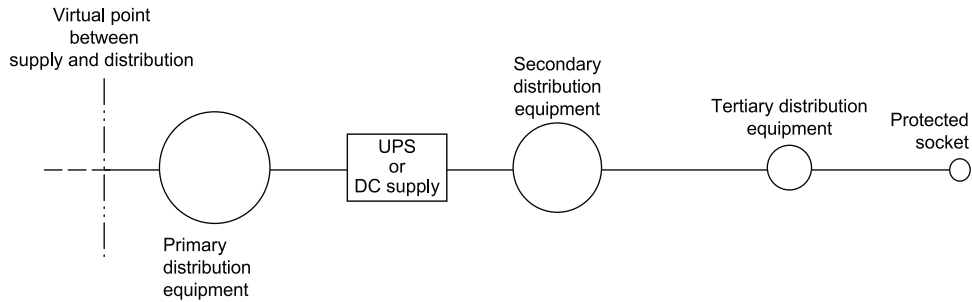 Virtual point
between
supply and distribution
Primary
distribution
equipment
UPS
or
DC supply
Secondary
distribution
equipment
Tertiary distribution
equipment
Protected
socket